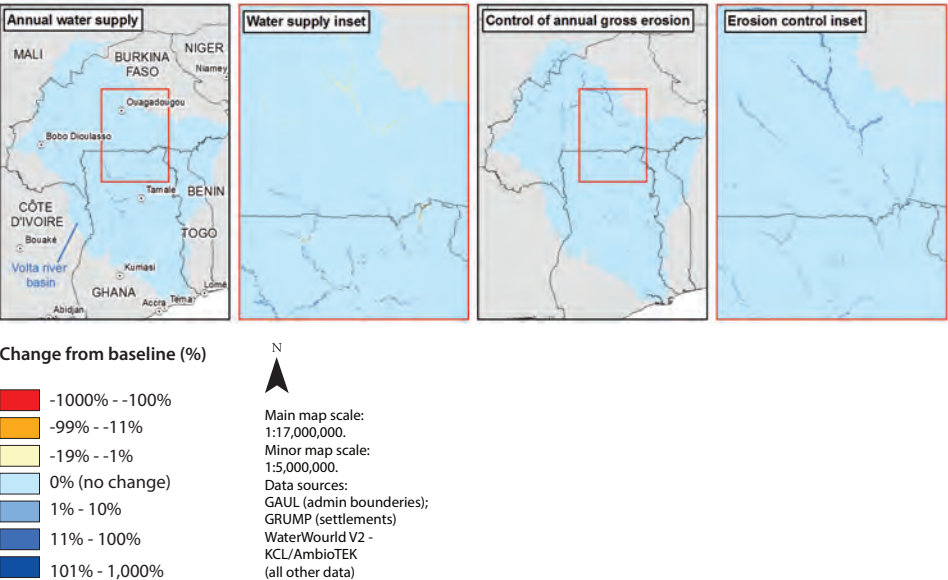 Annual water supply
MALI
NIGER
BURKINA
FASO
Niamey
Ouagadougou
Bobo Dioulasso
Tamale
BENIN
CÔTE
D'IVOIRE
TOGO
Bouaké
Volta river
basin
Kumasi
Lomé
GHANA
Accra
Tema
Abidjan
Water supply inset
Control of annual gross erosion
Erosion control inset
Change from baseline (%)
-1000% - -100%
-99% - -11%
-19% - -1%
0% (no change)
1% - 10%
11% - 100%
101% - 1,000%
N
Main map scale:
1:17,000,000.
Minor map scale:
1:5,000,000.
Data sources:
GAUL (admin bounderies);
GRUMP (settlements)
WaterWourld V2 -
KCL/AmbioTEK
(all other data)